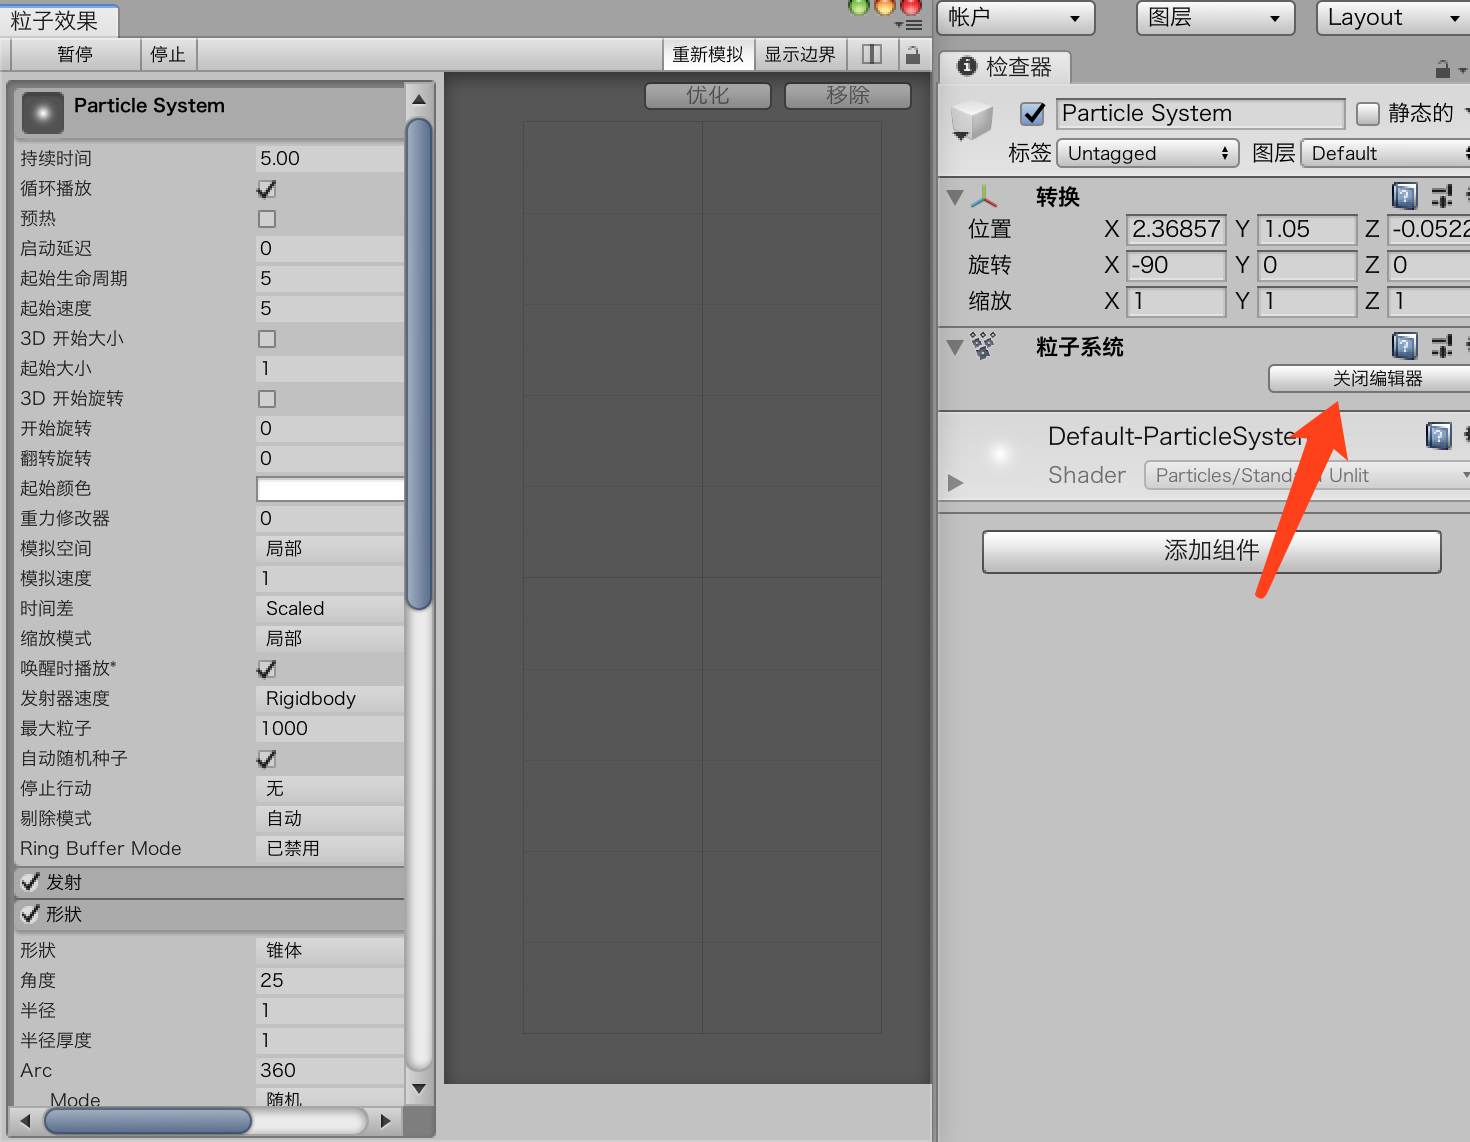 粒子效果
暂停 停止 重新模拟 显示边界
优化 移除
Particle System
持续时间 5.00
循环播放
预热
启动延迟 0
起始生命周期 5
起始速度 5
3D 开始大小
起始大小 1
3D 开始旋转
开始旋转 0
翻转旋转 0
起始颜色
重力修改器 0
模拟空间 局部
模拟速度 1
时间差 Scaled
缩放模式 局部
唤醒时播放*
发射器速度 Rigidbody
最大粒子 1000
自动随机种子
停止行动 无
剔除模式 自动
Ring Buffer Mode 已禁用
发射
形狀
形狀 锥体
角度 25
半径 1
半径厚度 1
Arc 360
Mode 随机
帐户 图层 Layout
检查器
Particle System 静态的
标签 Untagged 图层 Default
转换
位置 X 2.36857 Y 1.05 Z -0.0522
旋转 X -90 Y 0 Z 0
缩放 X 1 Y 1 Z 1
粒子系统
关闭编辑器
Default-ParticleSystem
Shader Particles/Standard Unlit
添加组件